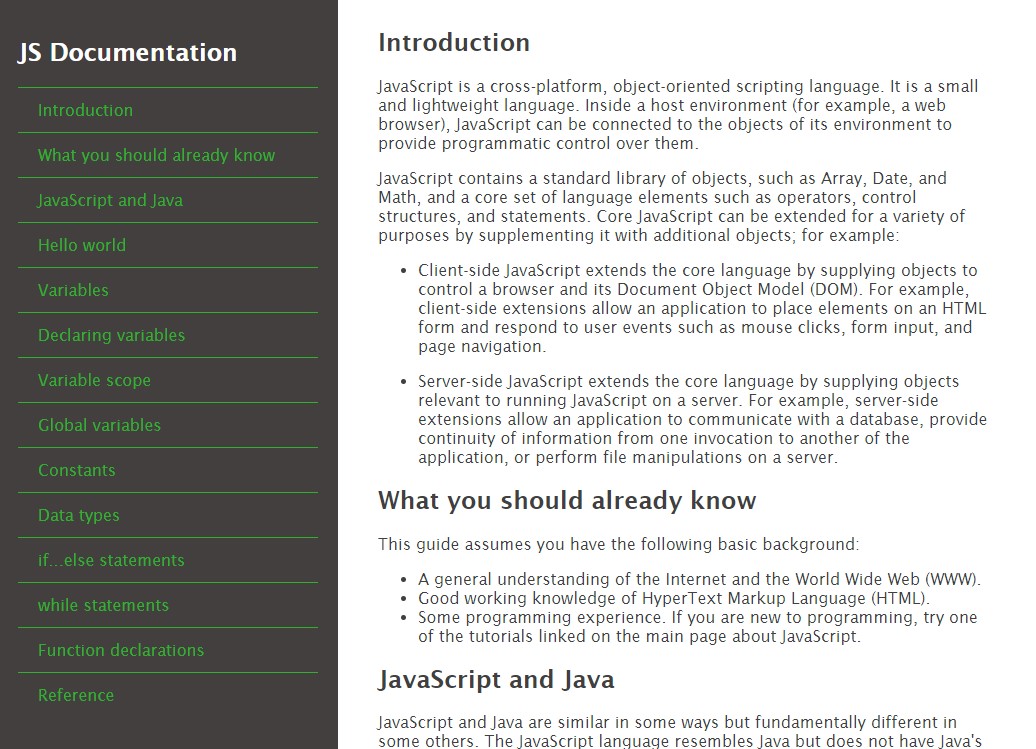 JS Documentation
Introduction
What you should already know
JavaScript and Java
Hello world
Variables
Declaring variables
Variable scope
Global variables
Constants
Data types
if...else statements
while statements
Function declarations
Reference
Introduction
JavaScript is a cross-platform, object-oriented scripting language. It is a small
and lightweight language. Inside a host environment (for example, a web
browser), JavaScript can be connected to the objects of its environment to
provide programmatic control over them.
JavaScript contains a standard library of objects, such as Array, Date, and
Math, and a core set of language elements such as operators, control
structures, and statements. Core JavaScript can be extended for a variety of
purposes by supplementing it with additional objects; for example:
• Client-side JavaScript extends the core language by supplying objects to
control a browser and its Document Object Model (DOM). For example,
client-side extensions allow an application to place elements on an HTML
form and respond to user events such as mouse clicks, form input, and
page navigation.
• Server-side JavaScript extends the core language by supplying objects
relevant to running JavaScript on a server. For example, server-side
extensions allow an application to communicate with a database, provide
continuity of information from one invocation to another of the
application, or perform file manipulations on a server.
What you should already know
This guide assumes you have the following basic background:
• A general understanding of the Internet and the World Wide Web (WWW).
• Good working knowledge of HyperText Markup Language (HTML).
• Some programming experience. If you are new to programming, try one
of the tutorials linked on the main page about JavaScript.
JavaScript and Java
JavaScript and Java are similar in some ways but fundamentally different in
some others. The JavaScript language resembles Java but does not have Java's